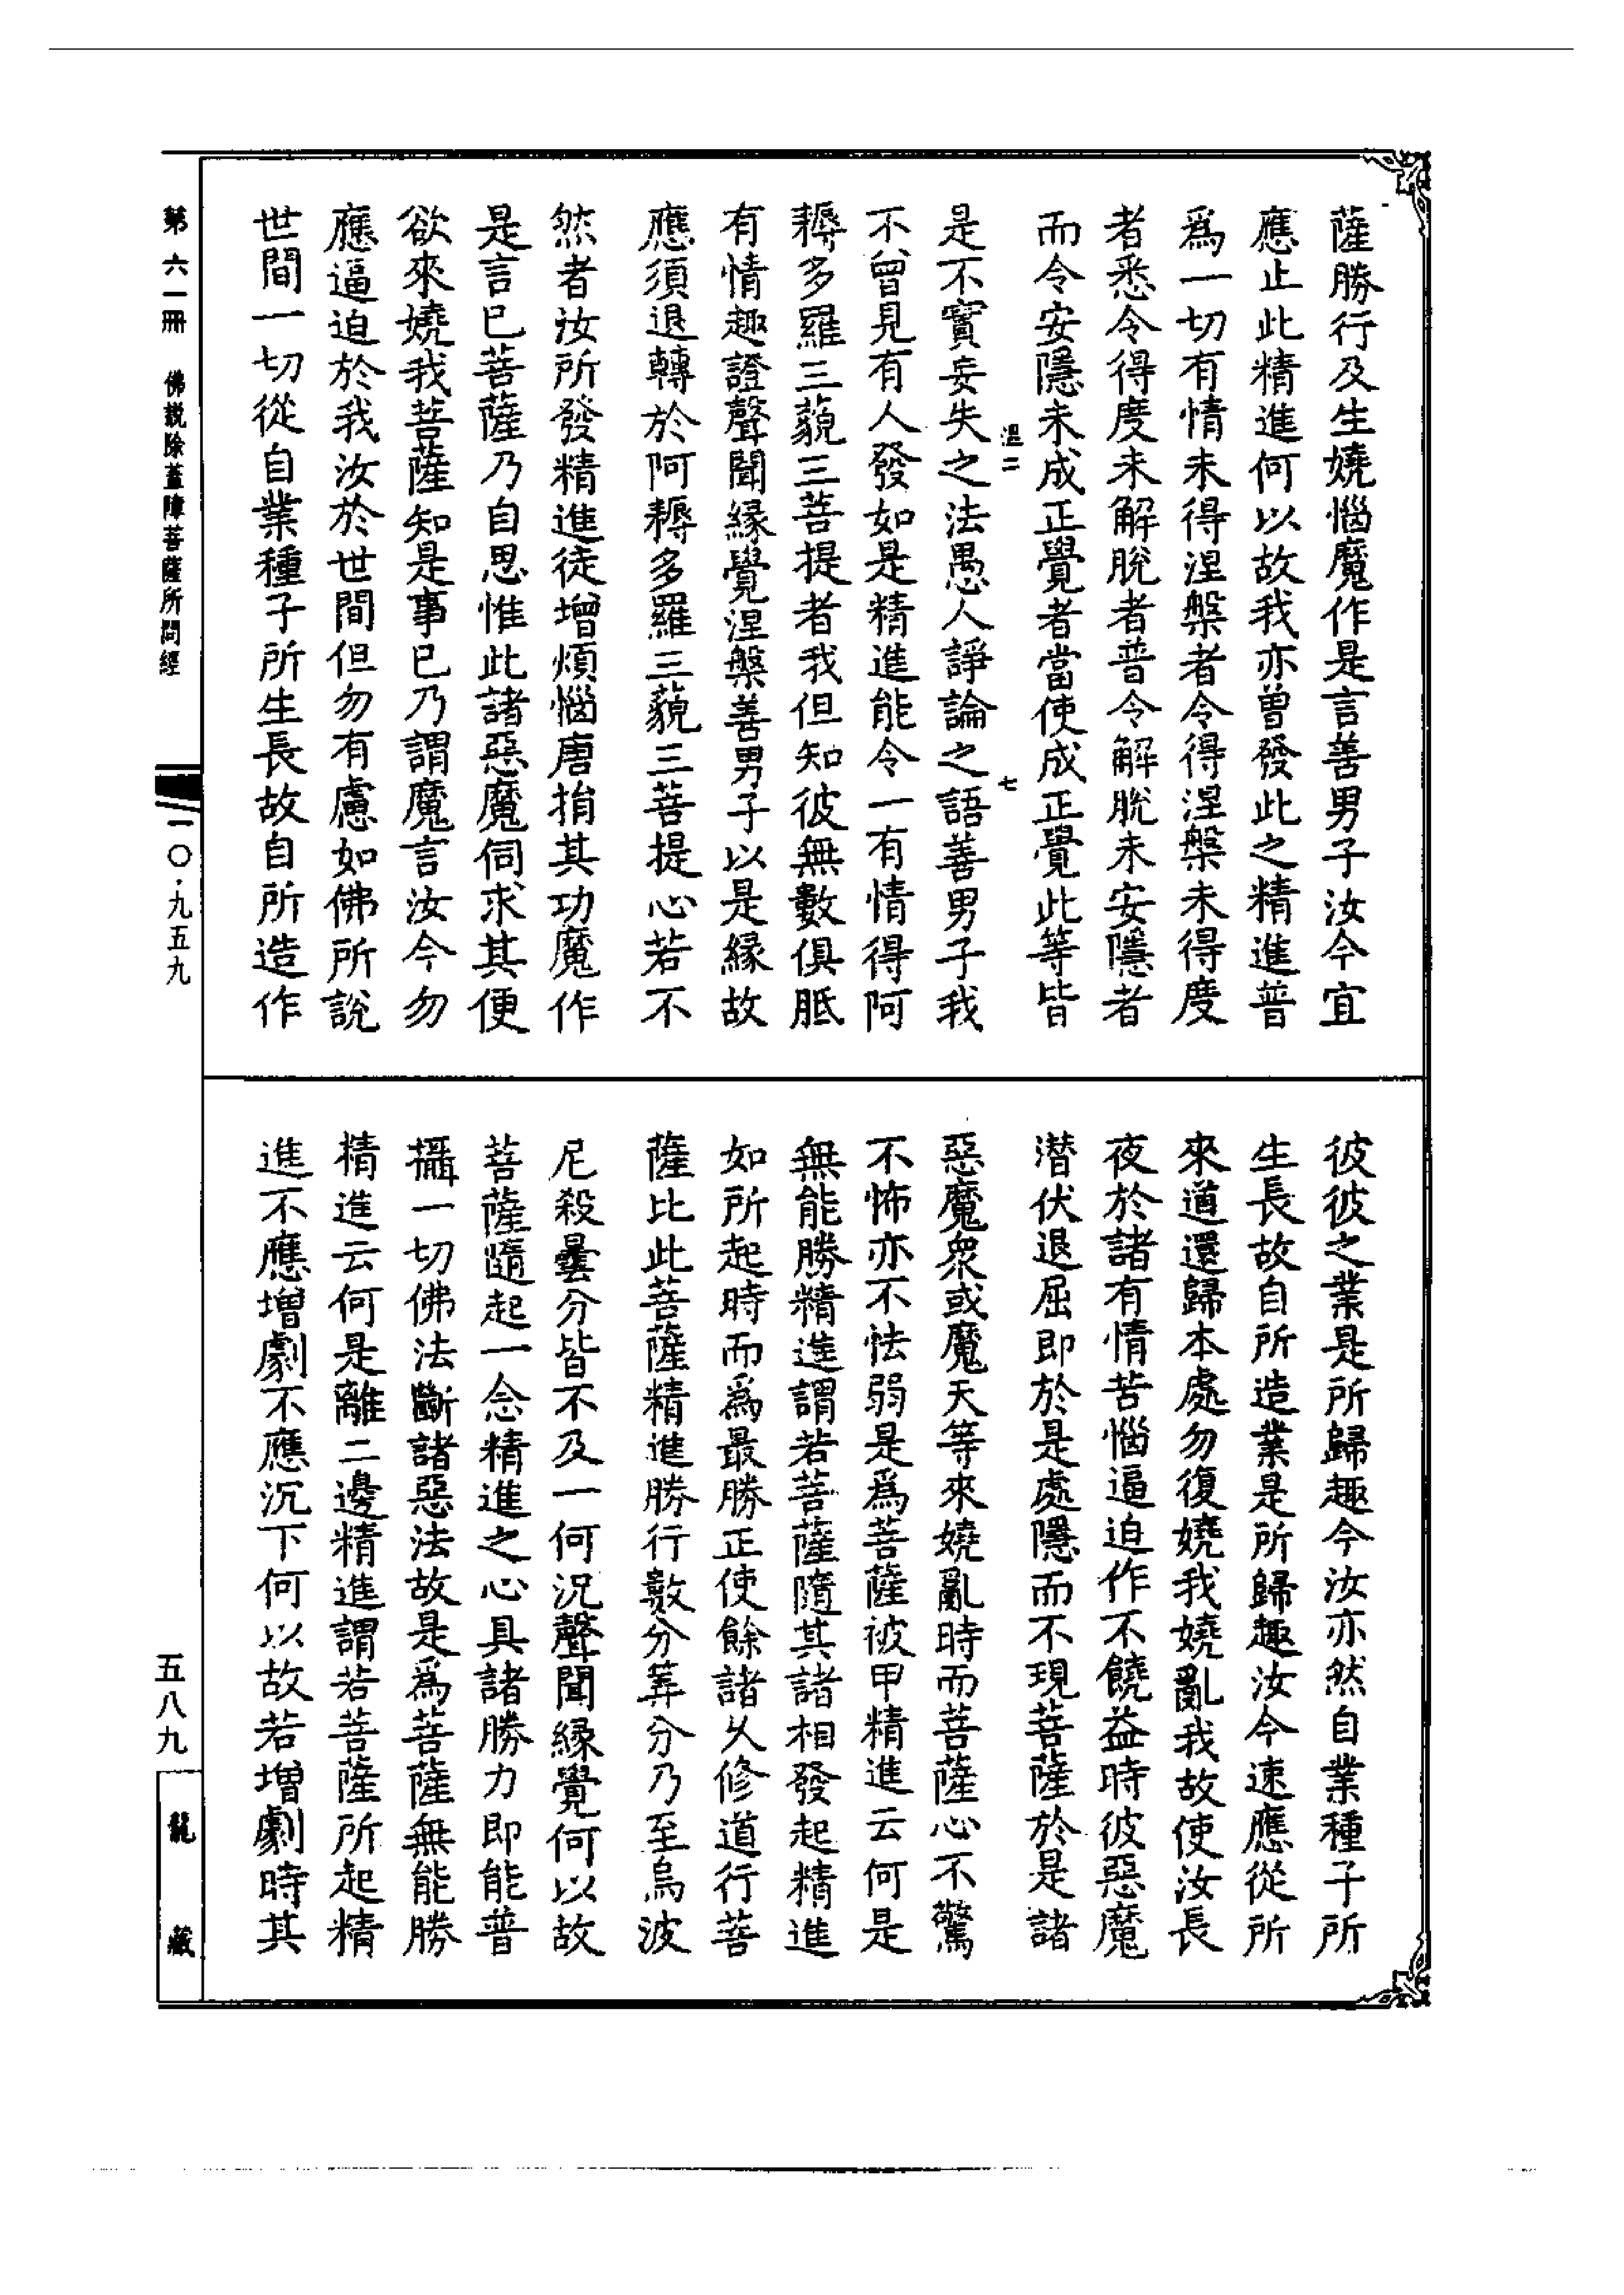 薩勝行及生嬈惱魔作是言善男子汝今宜
應止此精進何以故我亦曾發此之精進普
爲一切有情未得涅槃者令得涅槃未得度
者悉令得度未解脫者普令解脫未安隱者
而令安隱未成正覺者當使成正覺此等皆
溫二 七
是不實妄失之法愚人諍論之語善男子我
不曾見有人發如是精進能令一有情得阿
耨多羅三藐三菩提者我但知彼無數俱胝
有情趣證聲聞緣覺涅槃善男子以是緣故
應須退轉於阿耨多羅三藐三菩提心若不
然者汝所發精進徒增煩惱唐捐其功魔作
是言已菩薩乃自思惟此諸惡魔伺求其便
欲來嬈我菩薩知是事已乃謂魔言汝今勿
應逼迫於我汝於世間但勿有慮如佛所說
世間一切從自業種子所生長故自所造作
彼彼之業是所歸趣今汝亦然自業種子所
生長故自所造業是所歸趣汝今速應從所
來道還歸本處勿復嬈我嬈亂我故使汝長
夜於諸有情苦惱逼迫作不饒益時彼惡魔
潛伏退屈即於是處隱而不現菩薩於是諸
惡魔衆或魔天等來嬈亂時而菩薩心不驚
不怖亦不怯弱是爲菩薩被甲精進云何是
無能勝精進謂若菩薩隨其諸相發起精進
如所起時而爲最勝正使餘諸久修道行菩
薩比此菩薩精進勝行數分筭分乃至烏波
尼殺曇分皆不及一何況聲聞緣覺何以故
菩薩隨起一念精進之心具諸勝力即能普
攝一切佛法斷諸惡法故是爲菩薩無能勝
精進云何是離二邊精進謂若菩薩所起精
進不應增劇不應沉下何以故若增劇時其
第六一冊 佛說除蓋障菩薩所問經
一〇·九五九
五八九
龍藏